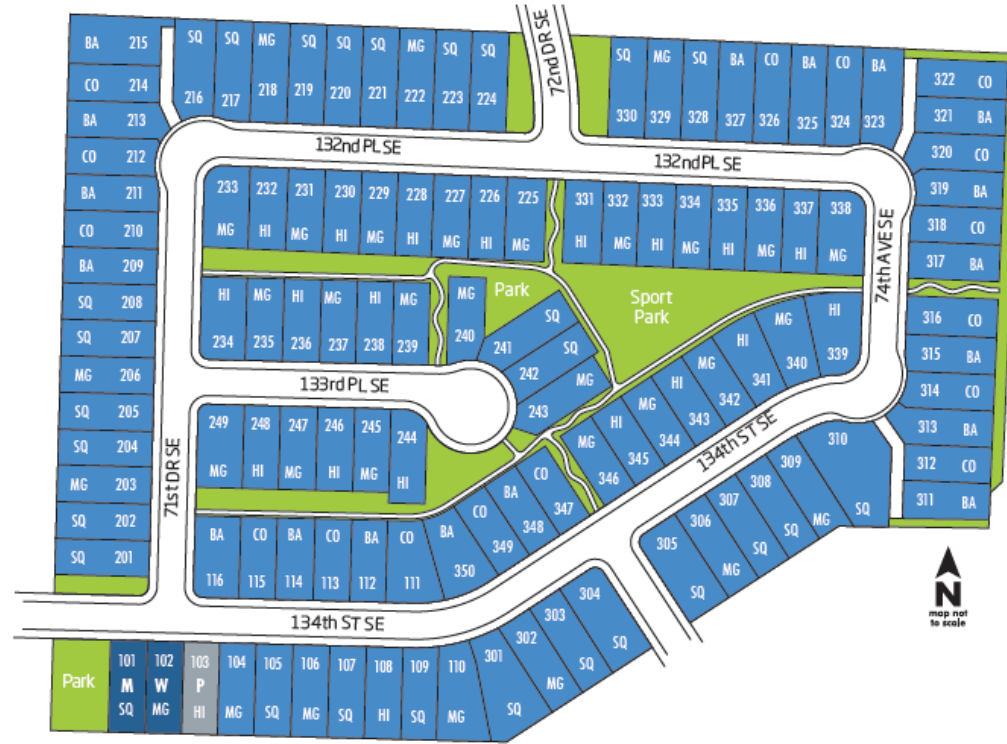 72nd DR SE
BA 215
CO 214
BA 213
CO 212
BA 211
CO 210
BA 209
SQ 208
SQ 207
MG 206
SQ 205
SQ 204
MG 203
SQ 202
SQ 201
SQ SQ MG SQ SQ SQ MG SQ SQ
216 217 218 219 220 221 222 223 224
SQ MG SQ BA CO BA CO BA
330 329 328 327 326 325 324 323
322 CO
321 BA
320 CO
319 BA
318 CO
317 BA
316 CO
315 BA
314 CO
313 BA
312 CO
311 BA
132nd PL SE
132nd PL SE
233 232 231 230 229 228 227 226 225
MG HI MG HI MG HI MG HI MG
331 332 333 334 335 336 337 338
HI MG HI MG HI MG HI MG
74th AVE SE
HI MG HI MG HI MG
234 235 236 237 238 239
MG
240
Park
Sport
Park
SQ
241
SQ
242
MG
243
133rd PL SE
71st DR SE
249 248 247 246 245 244
MG HI MG HI MG HI
MG HI MG HI MG HI MG HI
346 345 344 343 342 341 340 339
134th ST SE
BA CO BA CO BA CO
116 115 114 113 112 111
BA CO BA CO
350 349 348 347
310
309
308
307
306
305
SQ
MG
SQ
SQ
MG
SQ
134th ST SE
Park
101 102 103 104 105 106 107 108 109 110 301 302 303 304
M W P
SQ MG HI MG SQ MG SQ HI SQ MG SQ MG SQ SQ
N
map not
to scale